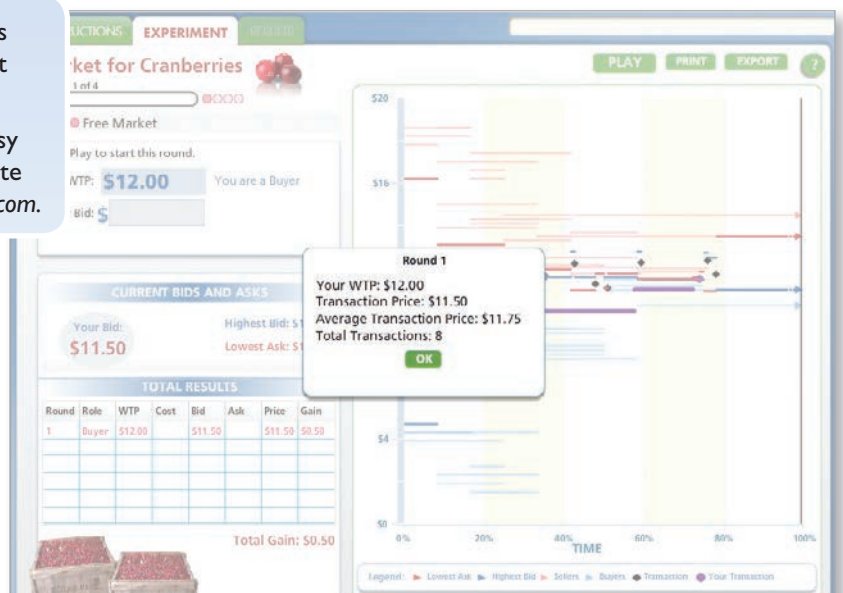 s
t
sy
te
com.
UCTIONS EXPERIMENT
ket for Cranberries
1 of 4
Free Market
Play to start this round.
WTP: $12.00 You are a Buyer
Bid: $
CURRENT BIDS AND ASKS
Your Bid: Highest Bid: $1
$11.50 Lowest Ask: $1
TOTAL RESULTS
Round Role WTP Cost Bid Ask Price Gain
1 Buyer $12.00 $11.50 $11.50 $0.50
Total Gain: $0.50
PLAY PRINT EXPORT ?
$20
$16
$4
$0
0% 20% 40% 60% 80% 100%
TIME
Legend: Lowest Ask Highest Bid Sellers Buyers Transaction Your Transaction
Round 1
Your WTP: $12.00
Transaction Price: $11.50
Average Transaction Price: $11.75
Total Transactions: 8
OK